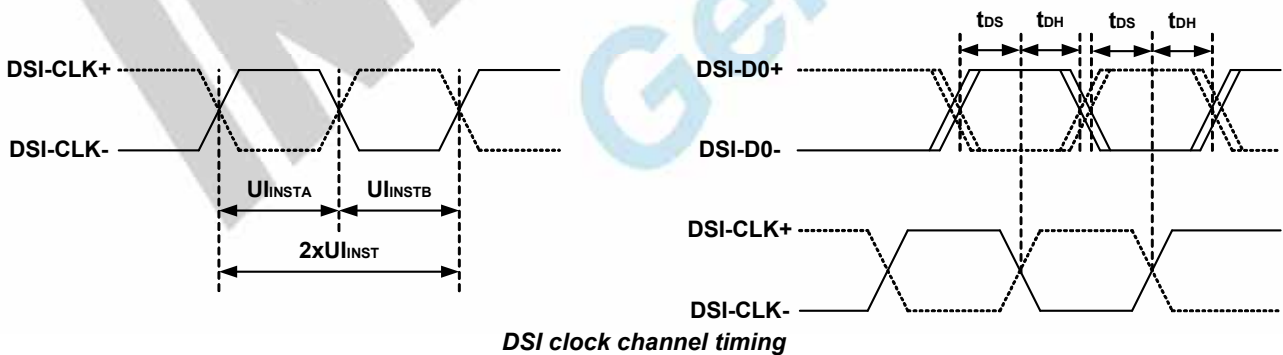 DSI-CLK+
DSI-CLK-
UIINSTA
UIINSTB
2xUIINST
tDS
tDH
tDS
tDH
DSI-D0+
DSI-D0-
DSI-CLK+
DSI-CLK-
DSI clock channel timing